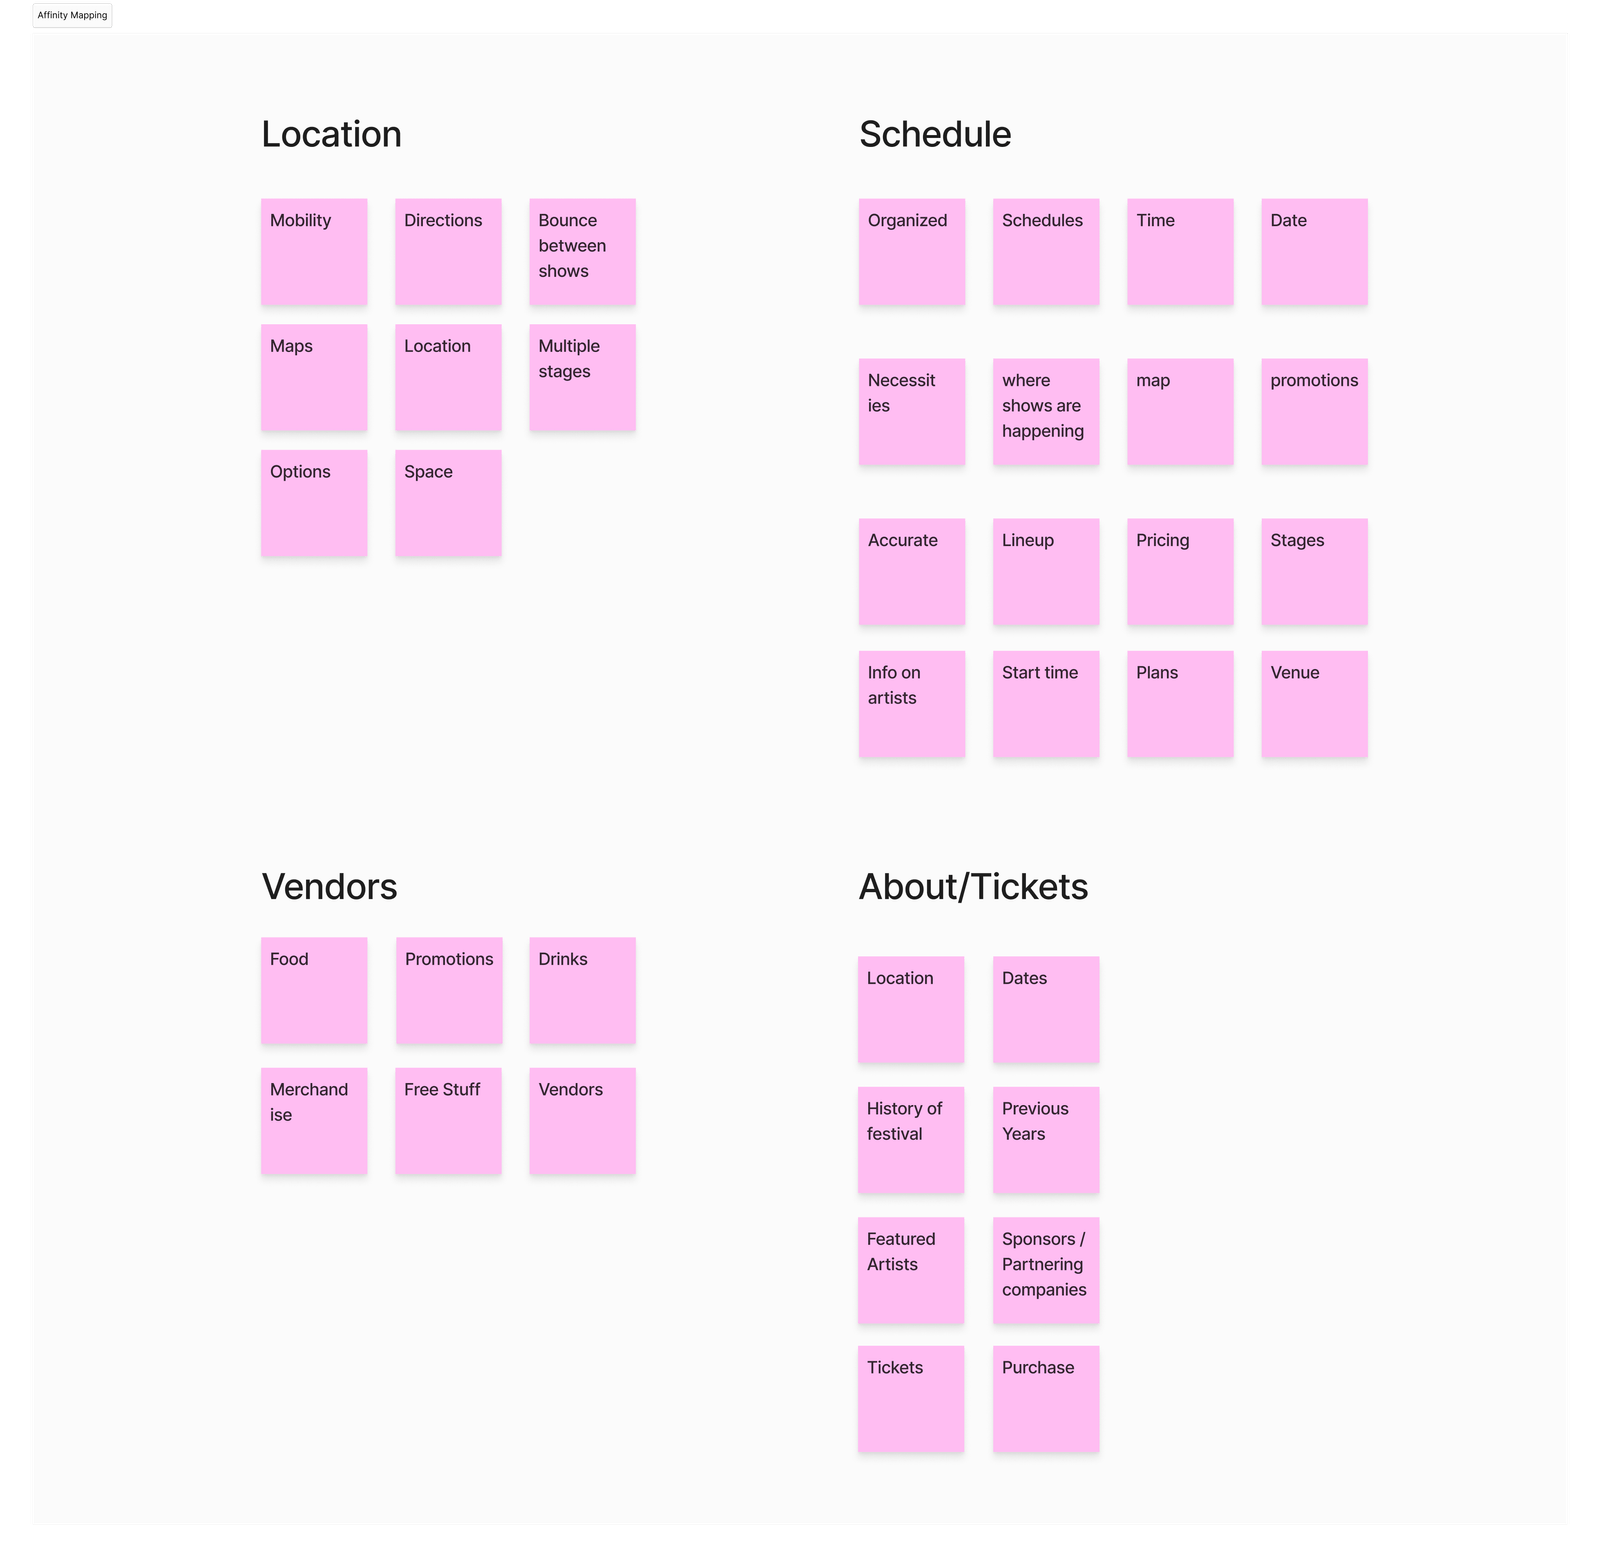 Affinity Mapping
Location
Mobility
Directions
Bounce
between
shows
Maps
Location
Multiple
stages
Options
Space
Schedule
Organized
Schedules
Time
Date
Necessit
ies
where
shows are
happening
map
promotions
Accurate
Lineup
Pricing
Stages
Info on
artists
Start time
Plans
Venue
Vendors
Food
Promotions
Drinks
Merchand
ise
Free Stuff
Vendors
About/Tickets
Location
Dates
History of
festival
Previous
Years
Featured
Artists
Sponsors /
Partnering
companies
Tickets
Purchase